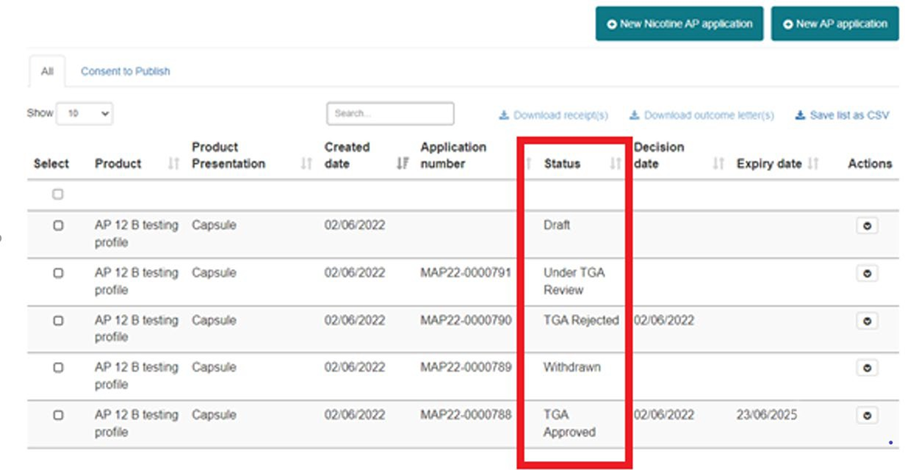 New Nicotine AP application New AP application
All Consent to Publish
Show 10 Search... Download receipt(s) Download outcome letter(s) Save list as CSV
Select Product Product Presentation Created date Application number Status Decision date Expiry date Actions
AP 12 B testing profile Capsule 02/06/2022 Draft
AP 12 B testing profile Capsule 02/06/2022 MAP22-0000791 Under TGA Review
AP 12 B testing profile Capsule 02/06/2022 MAP22-0000790 TGA Rejected 02/06/2022
AP 12 B testing profile Capsule 02/06/2022 MAP22-0000789 Withdrawn
AP 12 B testing profile Capsule 02/06/2022 MAP22-0000788 TGA Approved 02/06/2022 23/06/2025